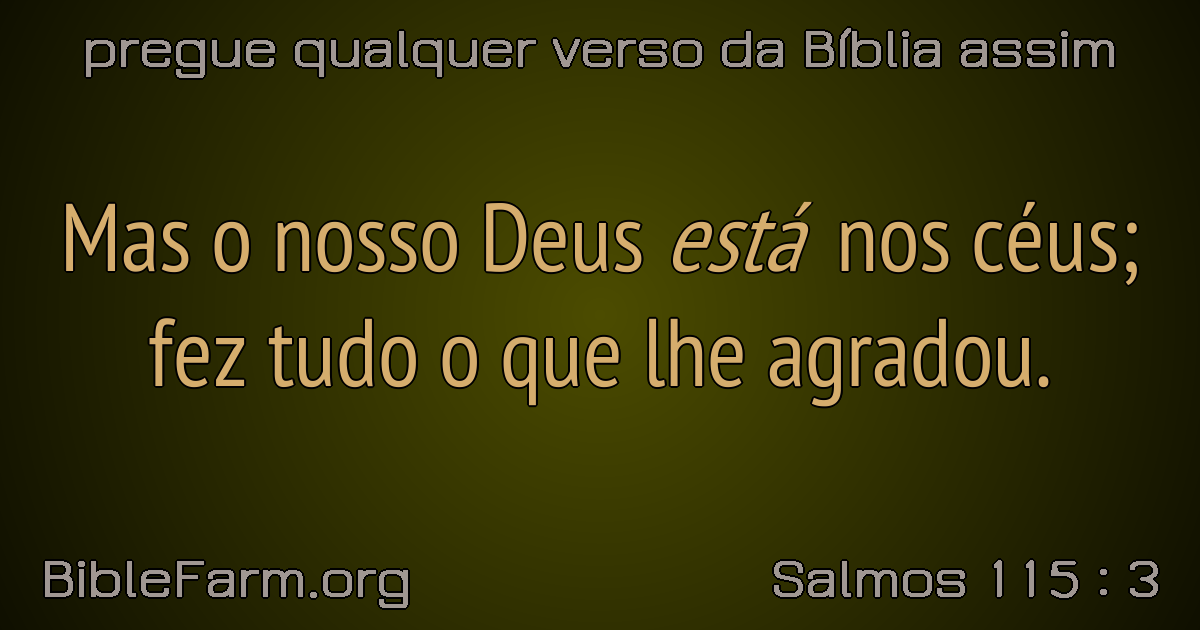 pregue qualquer verso da Bíblia assim
Mas o nosso Deus está nos céus;
fez tudo o que lhe agradou.
BibleFarm.org
Salmos 115 : 3